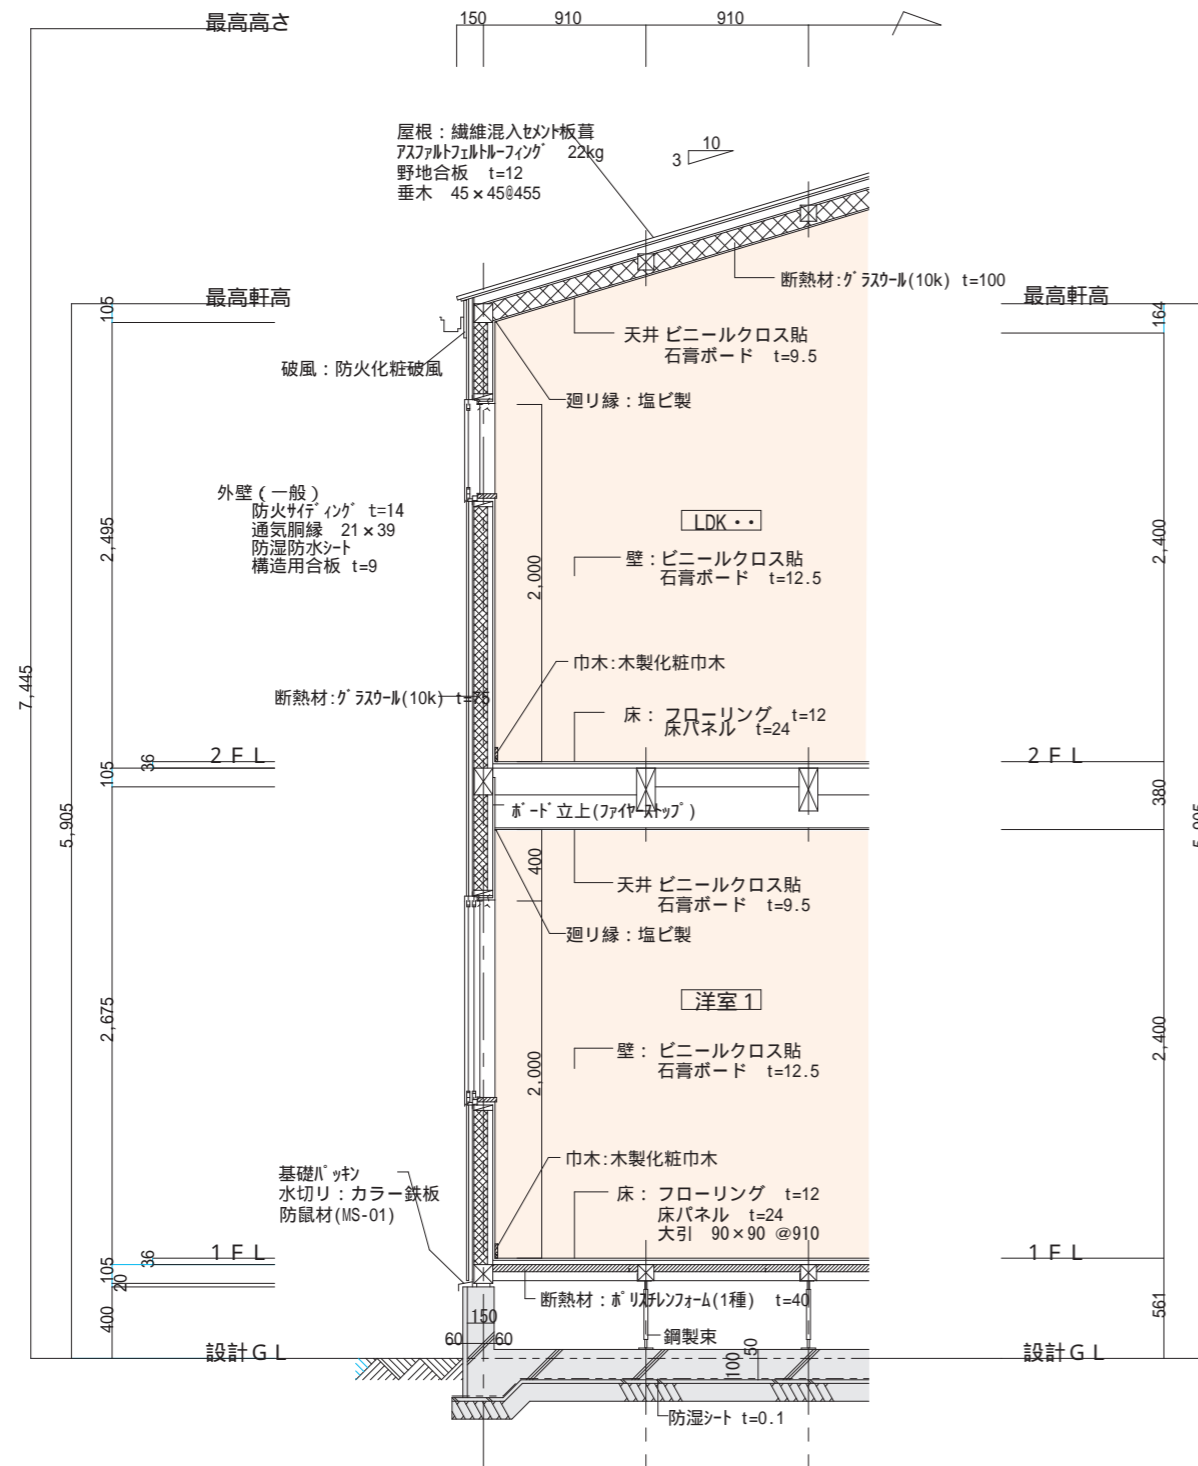 150
910
910
最高高さ
屋根：繊維混入セメント板葺
アスファルトフェルトルーフィング 22kg
野地合板 t=12
垂木 45×45@455
10
3
断熱材:グラスウール(10k) t=100
最高軒高
最高軒高
105
164
天井 ビニールクロス貼
石膏ボード t=9.5
破風：防火化粧破風
廻り縁：塩ビ製
外壁(一般)
防火サイディング t=14
通気胴縁 21×39
防湿防水シート
構造用合板 t=9
LDK・・
2,495
2,400
壁：ビニールクロス貼
石膏ボード t=12.5
2,000
巾木:木製化粧巾木
7,445
断熱材:グラスウール(10k) t=75
床： フローリング t=12
床パネル t=24
2ＦＬ
2ＦＬ
36
105
380
5,905
5,905
ボード立上(ファイヤーストップ)
400
天井 ビニールクロス貼
石膏ボード t=9.5
廻り縁：塩ビ製
洋室1
2,675
2,400
壁： ビニールクロス貼
石膏ボード t=12.5
2,000
巾木:木製化粧巾木
基礎パッキン
水切り：カラー鉄板
防鼠材(MS-01)
床： フローリング t=12
床パネル t=24
大引 90×90 @910
1ＦＬ
1ＦＬ
36
105
20
400
561
断熱材：ポリスチレンフォーム(1種) t=40
150
60
60
鋼製束
50
100
設計ＧＬ
設計ＧＬ
防湿シート t=0.1